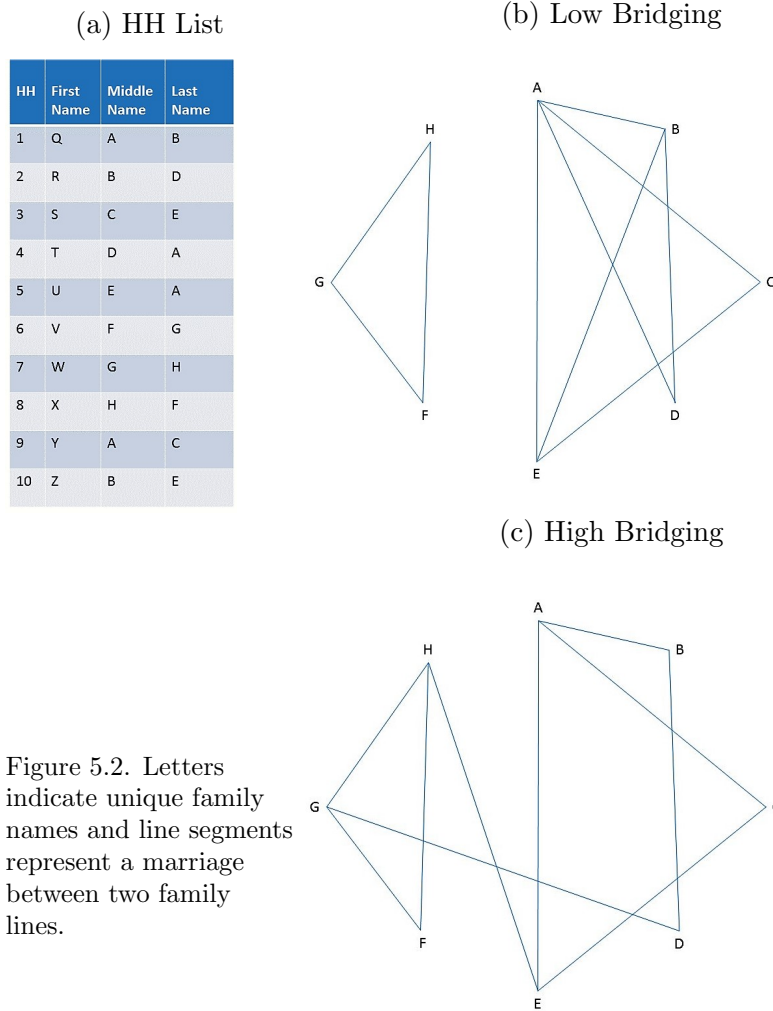 (a) HH List
HH First Name Middle Name Last Name
1 Q A B
2 R B D
3 S C E
4 T D A
5 U E A
6 V F G
7 W G H
8 X H F
9 Y A C
10 Z B E
(b) Low Bridging
A
B
H
G
C
F
D
E
(c) High Bridging
A
B
H
G
F
D
E
Figure 5.2. Letters
indicate unique family
names and line segments
represent a marriage
between two family
lines.